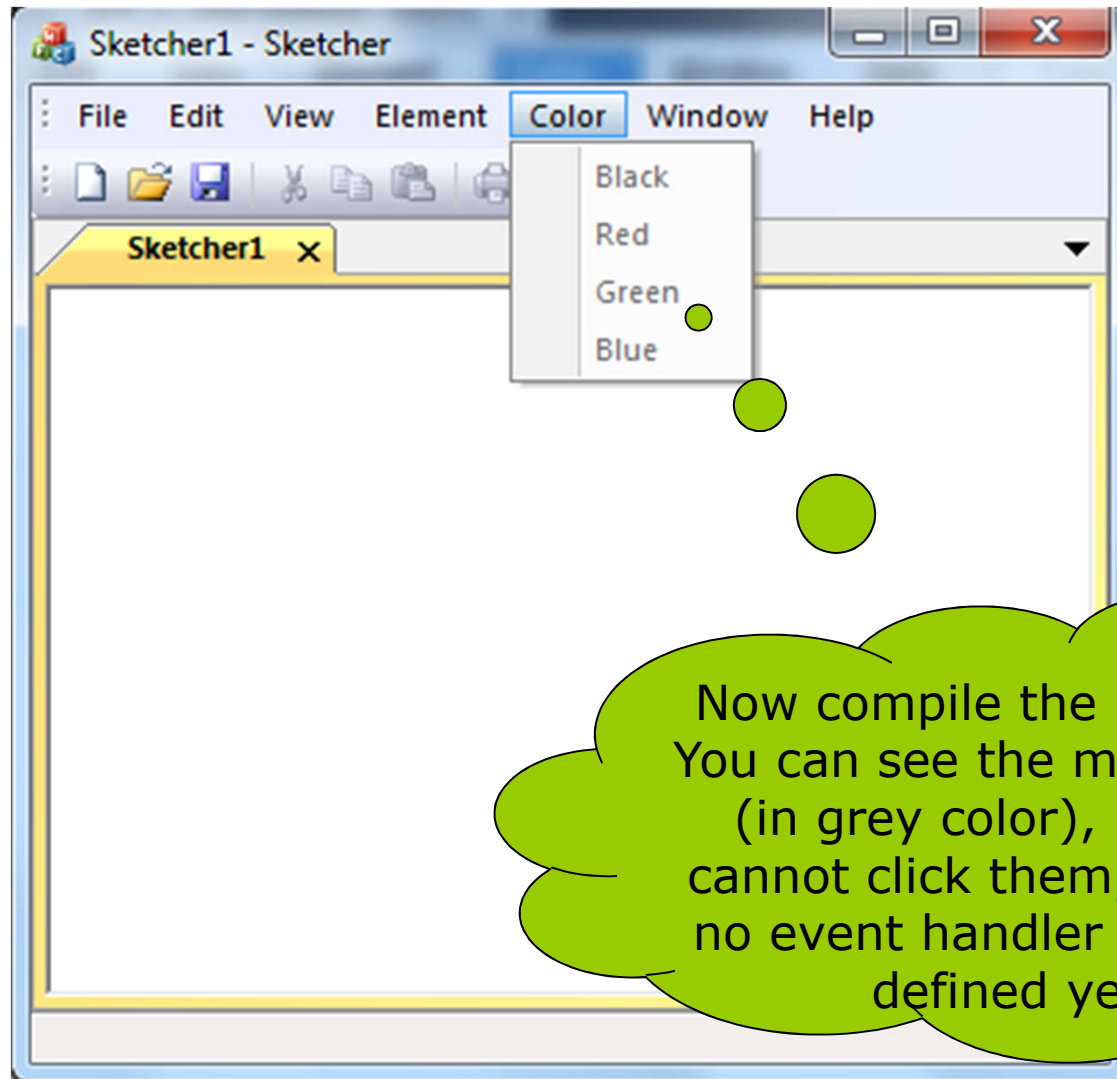 Sketcher1 - Sketcher
File Edit View Element Color Window Help
Black
Red
Green
Blue
Sketcher1 x
Now compile the
You can see the m
(in grey color),
cannot click them,
no event handler
defined ye